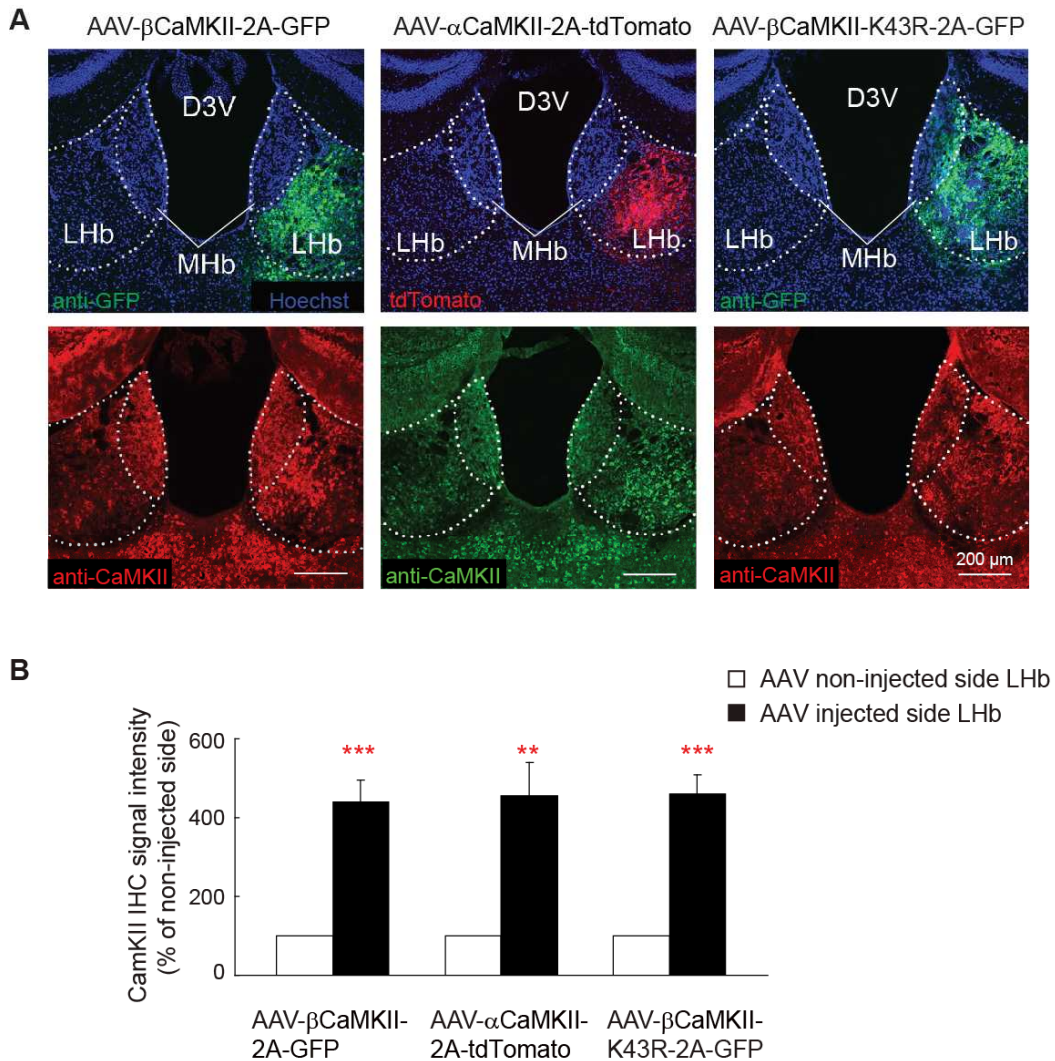 A
AAV-βCaMKII-2A-GFP
AAV-αCaMKII-2A-tdTomato
AAV-βCaMKII-K43R-2A-GFP
D3V
LHb
LHb
MHb
anti-GFP
Hoechst
D3V
LHb
LHb
MHb
tdTomato
D3V
LHb
LHb
MHb
anti-GFP
anti-CaMKII
anti-CaMKII
anti-CaMKII
200 µm
B
AAV non-injected side LHb
AAV injected side LHb
CamKII IHC signal intensity
(% of non-injected side)
600
400
200
0
***
**
***
AAV-βCaMKII-
2A-GFP
AAV-αCaMKII-
2A-tdTomato
AAV-βCaMKII-
K43R-2A-GFP